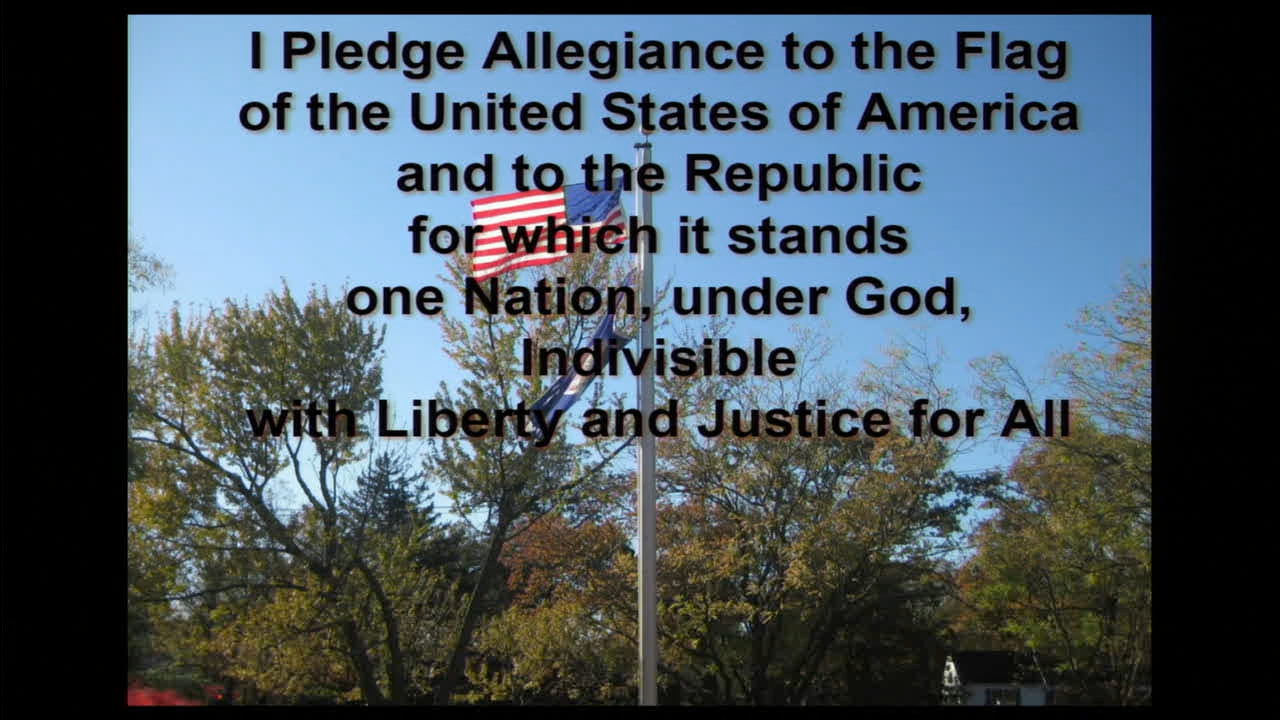 I Pledge Allegiance to the Flag
of the United States of America
and to the Republic
for which it stands
one Nation, under God,
Indivisible
with Liberty and Justice for All